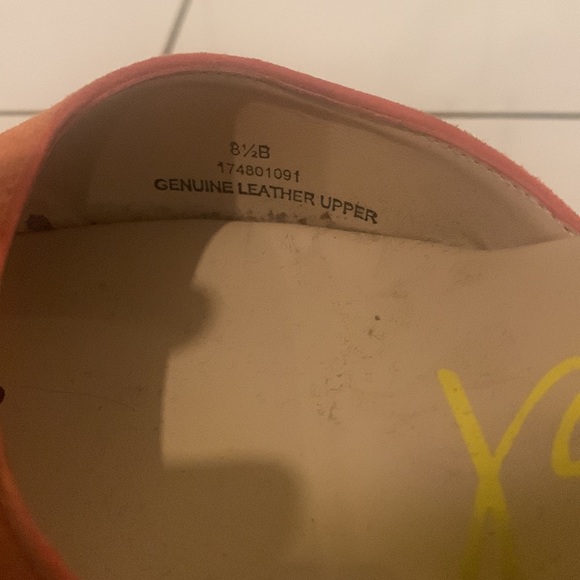 8½B
174801091
GENUINE LEATHER UPPER